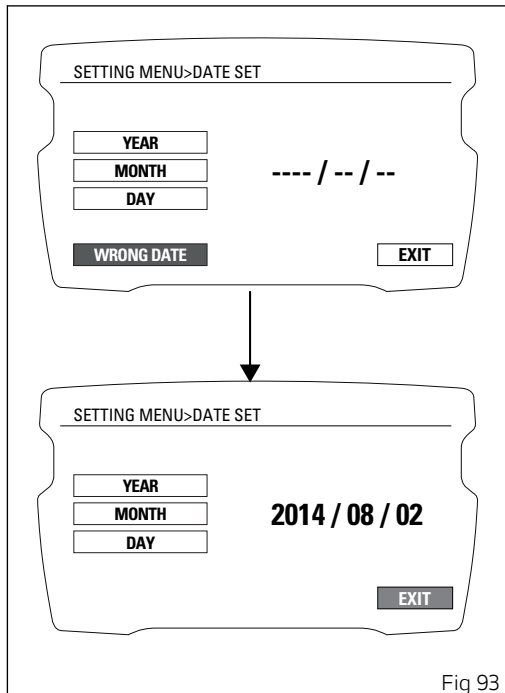 SETTING MENU>DATE SET
YEAR
MONTH
---- / -- / --
DAY
WRONG DATE
EXIT
SETTING MENU>DATE SET
YEAR
MONTH
2014 / 08 / 02
DAY
EXIT
Fig 93